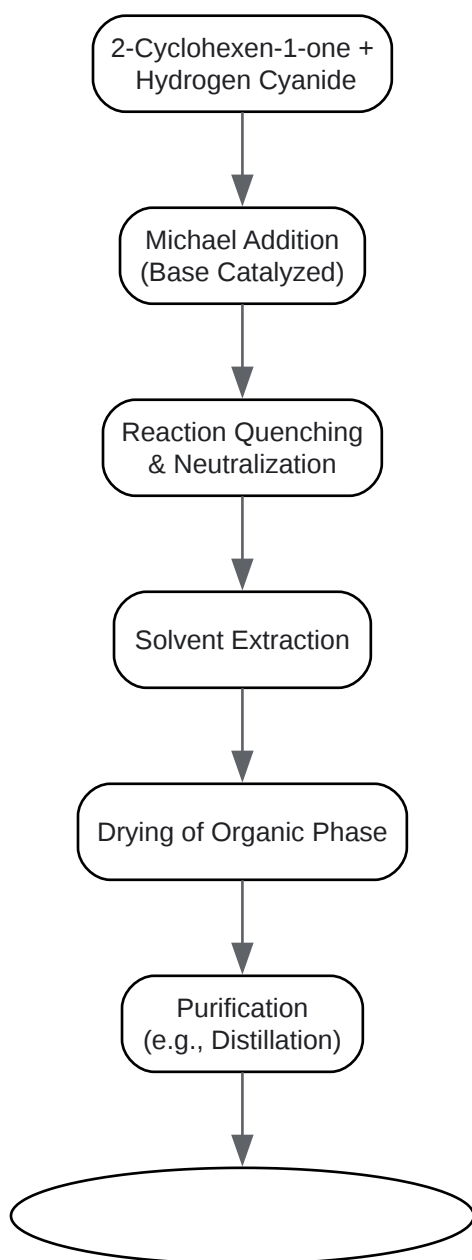 2-Cyclohexen-1-one +
Hydrogen Cyanide
Michael Addition
(Base Catalyzed)
Reaction Quenching
& Neutralization
Solvent Extraction
Drying of Organic Phase
Purification
(e.g., Distillation)